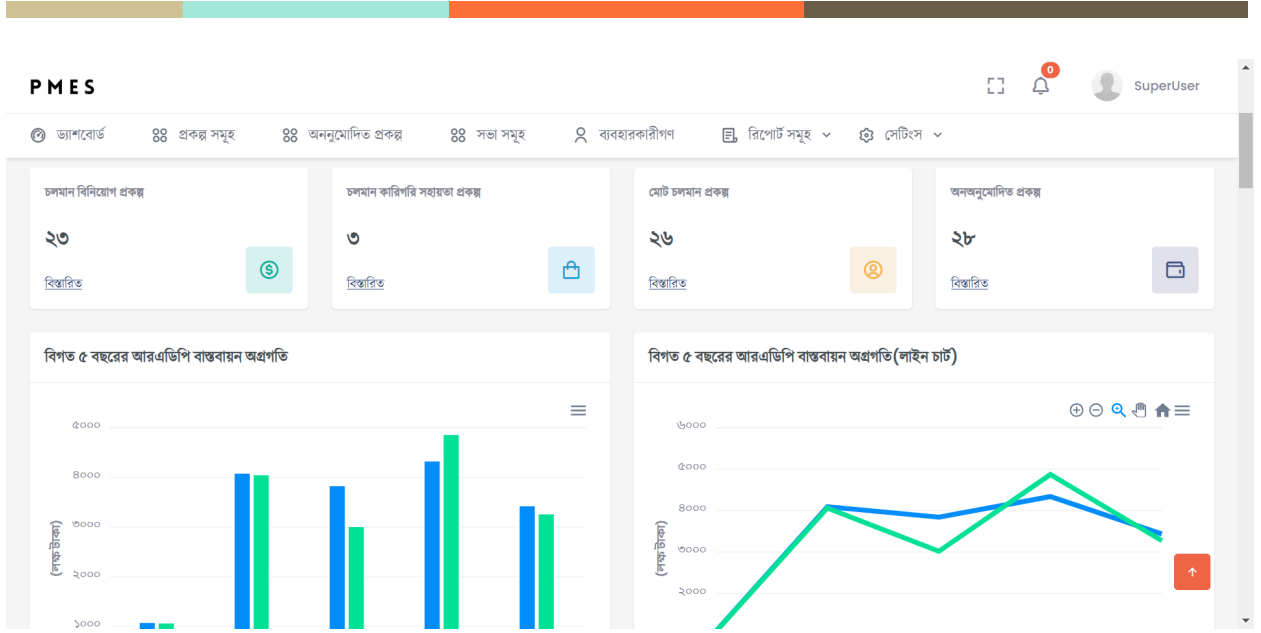 PMES
0
SuperUser
ড্যাশবোর্ড প্রকল্প সমূহ অননুমোদিত প্রকল্প সভা সমূহ ব্যবহারকারীগণ রিপোর্ট সমূহ সেটিংস
চলমান বিনিয়োগ প্রকল্প
২৩
বিস্তারিত
চলমান কারিগরি সহায়তা প্রকল্প
৩
বিস্তারিত
মোট চলমান প্রকল্প
২৬
বিস্তারিত
অনঅনুমোদিত প্রকল্প
২৮
বিস্তারিত
বিগত ৫ বছরের আরএডিপি বাস্তবায়ন অগ্রগতি
৫০০০
৪০০০
৩০০০
২০০০
১০০০
(লক্ষ টাকা)
বিগত ৫ বছরের আরএডিপি বাস্তবায়ন অগ্রগতি(লাইন চার্ট)
৬০০০
৫০০০
৪০০০
৩০০০
২০০০
(লক্ষ টাকা)